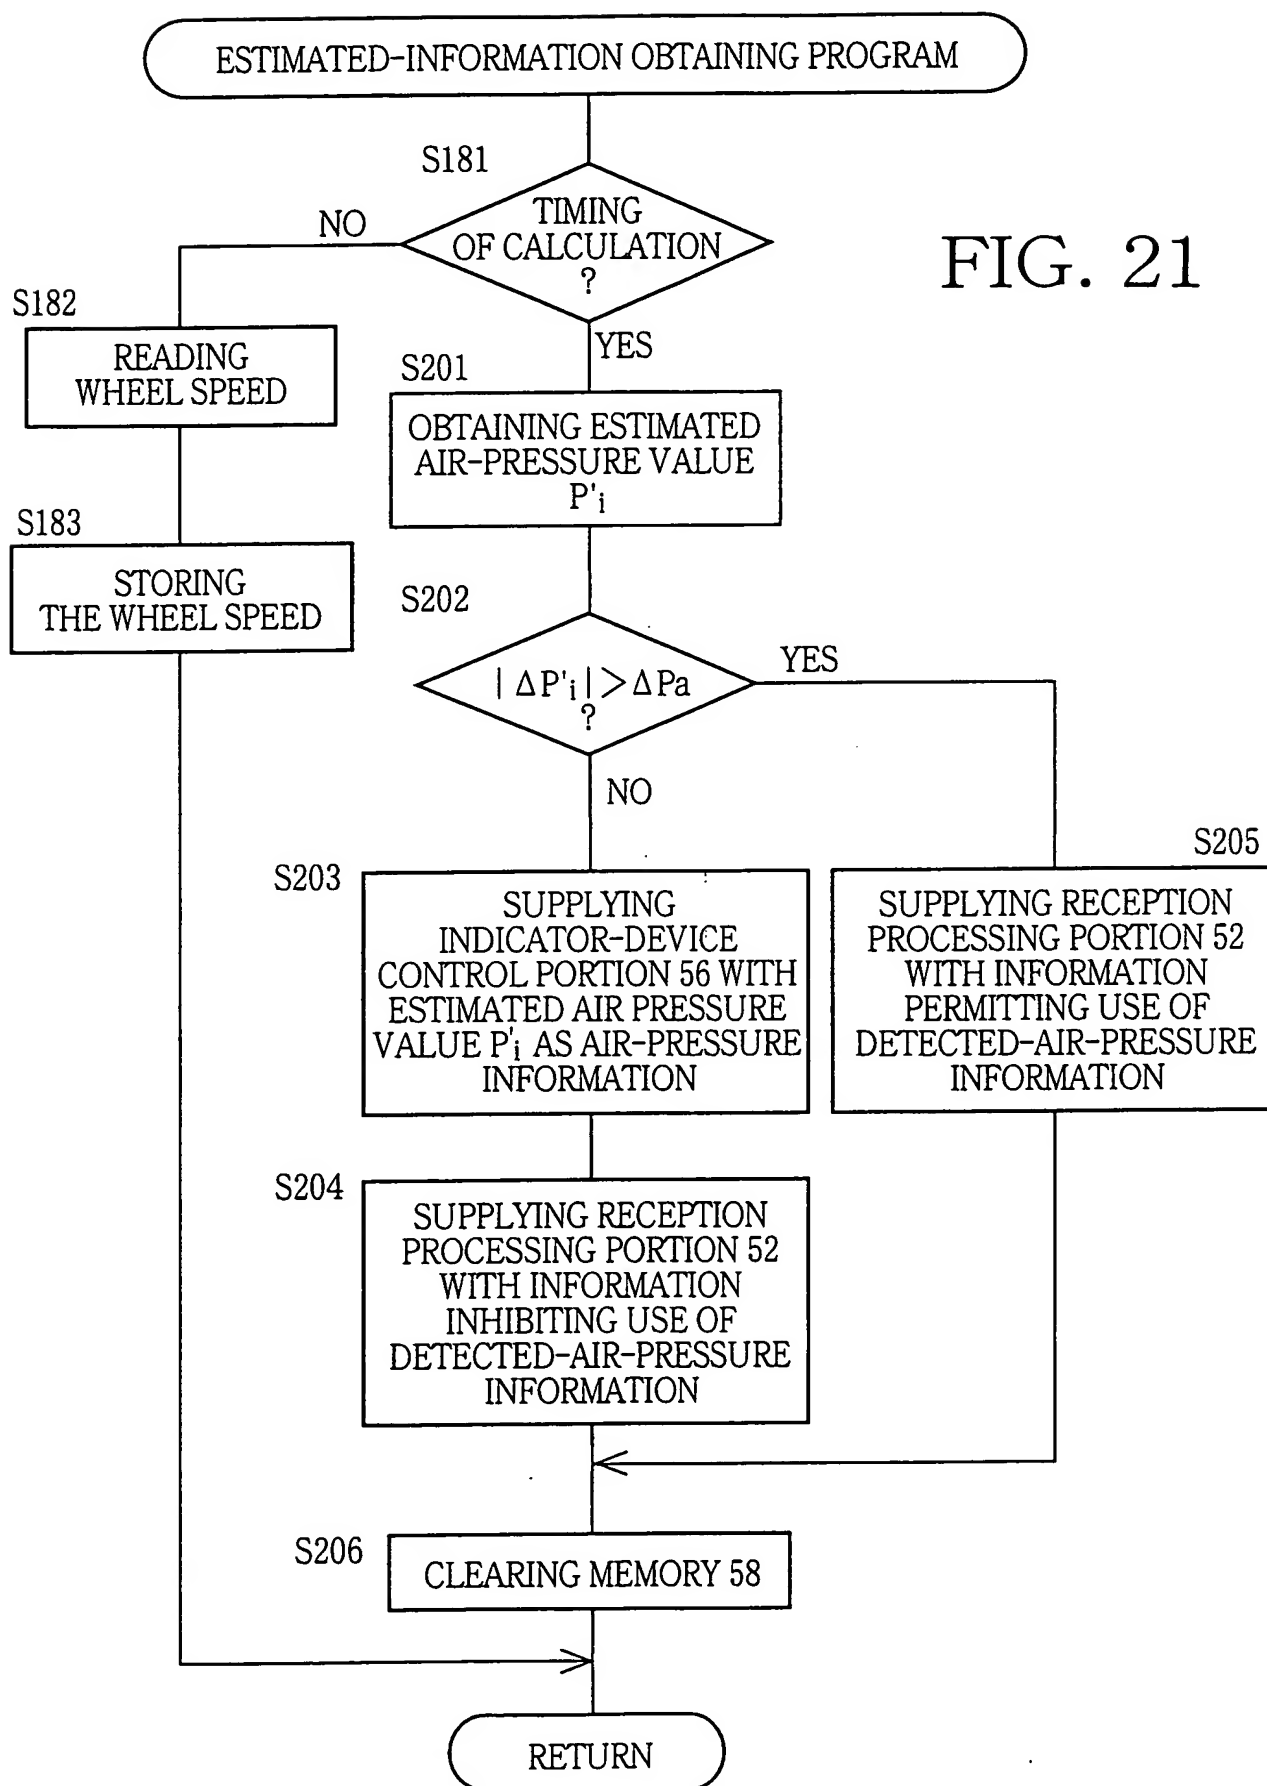 ESTIMATED-INFORMATION OBTAINING PROGRAM
S181
TIMING
OF CALCULATION
?
NO
FIG. 21
S182
READING
WHEEL SPEED
YES
S201
OBTAINING ESTIMATED
AIR-PRESSURE VALUE
P'i
S183
STORING
THE WHEEL SPEED
S202
| ΔP'i | > ΔPa
?
YES
NO
S203
SUPPLYING
INDICATOR-DEVICE
CONTROL PORTION 56 WITH
ESTIMATED AIR PRESSURE
VALUE P'i AS AIR-PRESSURE
INFORMATION
S205
SUPPLYING RECEPTION
PROCESSING PORTION 52
WITH INFORMATION
PERMITTING USE OF
DETECTED-AIR-PRESSURE
INFORMATION
S204
SUPPLYING RECEPTION
PROCESSING PORTION 52
WITH INFORMATION
INHIBITING USE OF
DETECTED-AIR-PRESSURE
INFORMATION
S206
CLEARING MEMORY 58
RETURN